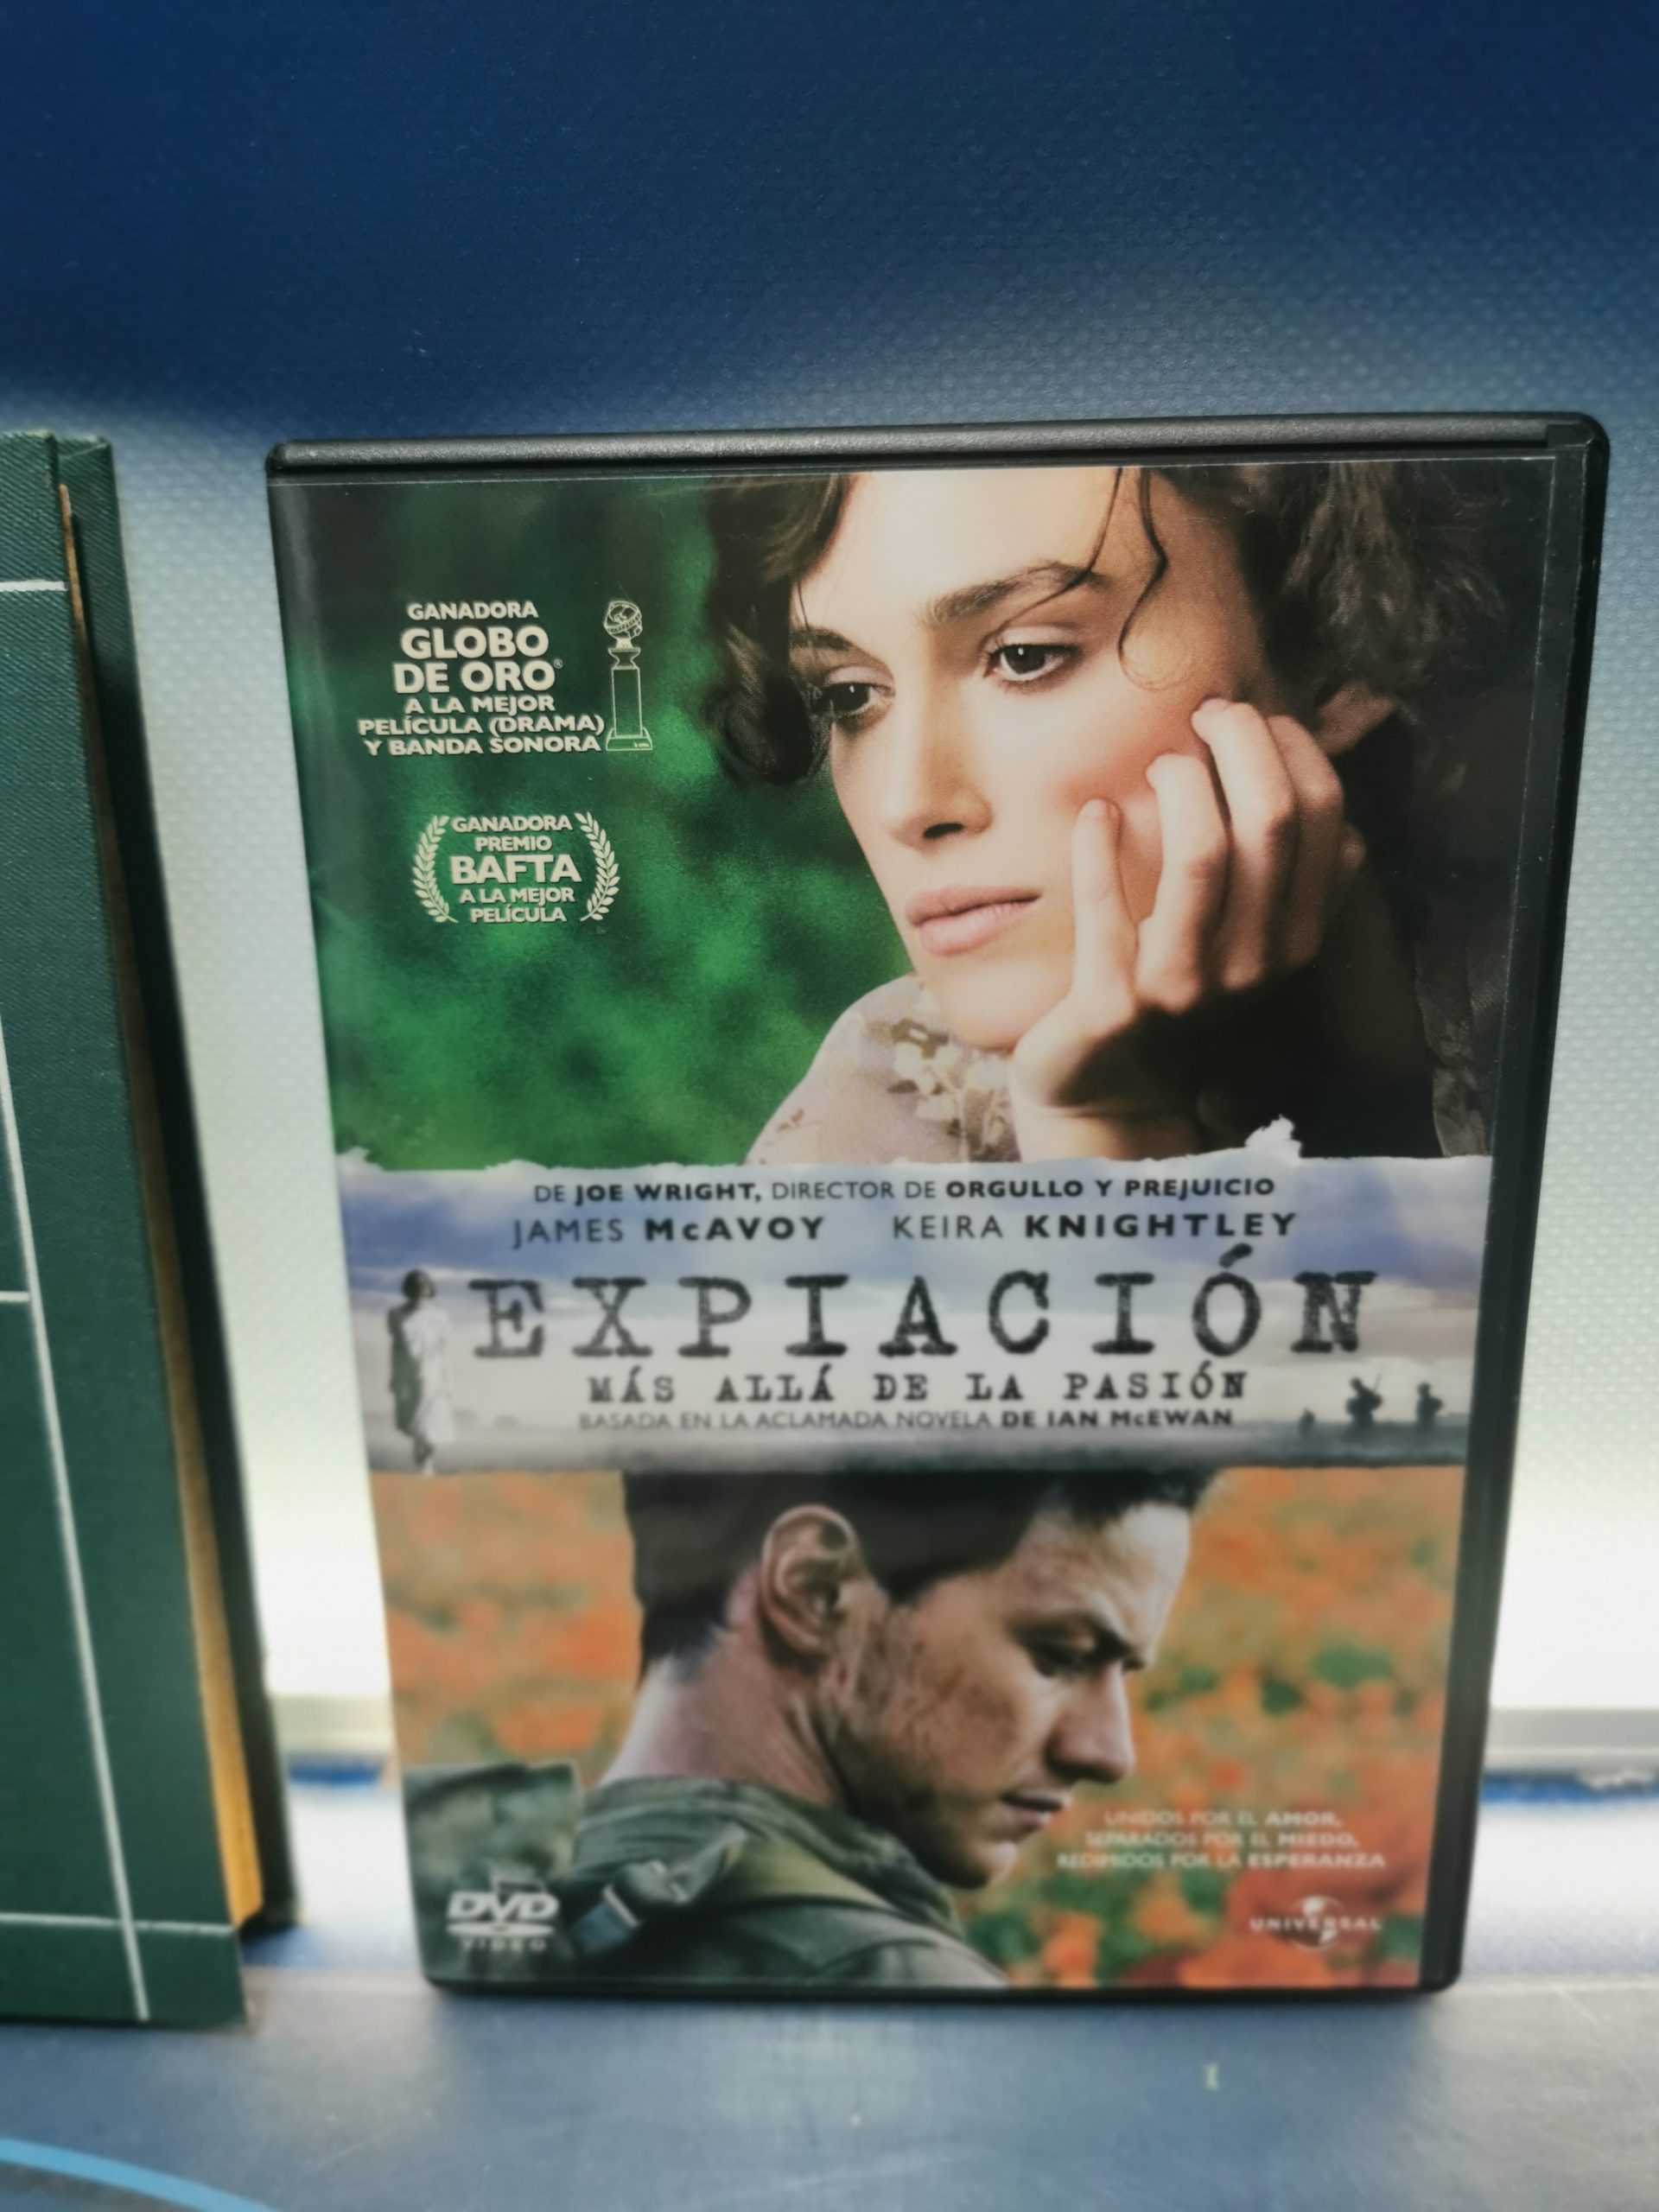 GANADORA
GLOBO
DE ORO®
A LA MEJOR
PELÍCULA (DRAMA)
Y BANDA SONORA
GANADORA
PREMIO
BAFTA
A LA MEJOR
PELÍCULA
DE JOE WRIGHT, DIRECTOR DE ORGULLO Y PREJUICIO
JAMES McAVOY KEIRA KNIGHTLEY
EXPIACIÓN
MÁS ALLÁ DE LA PASIÓN
BASADA EN LA ACLAMADA NOVELA DE IAN McEWAN
UNIDOS POR EL AMOR,
SEPARADOS POR EL MIEDO,
REDIMIDOS POR LA ESPERANZA
DVD
VIDEO
UNIVERSAL